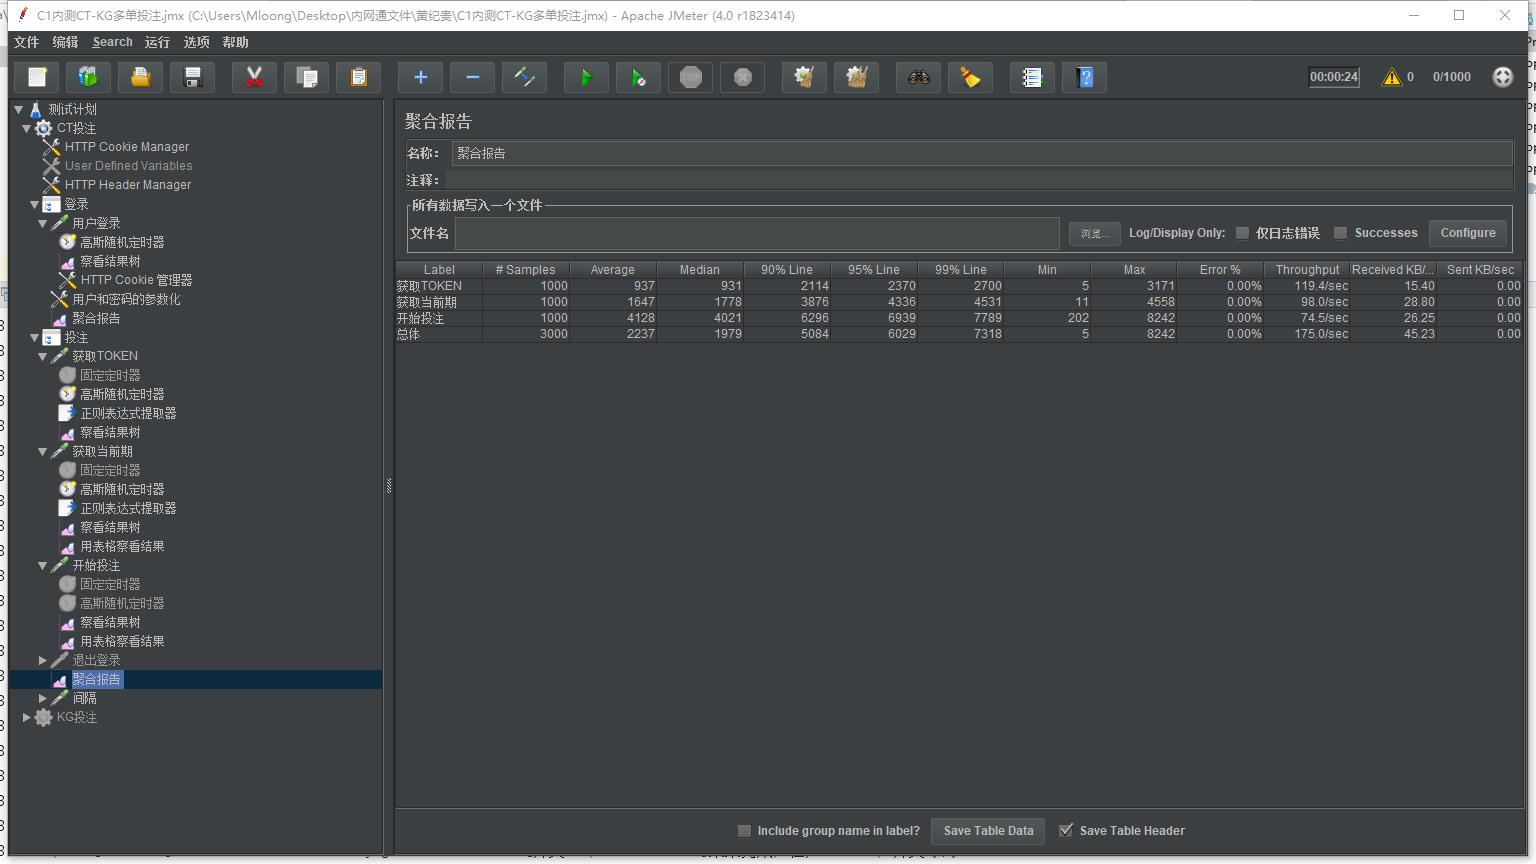 C1内测CT-KG多单投注.jmx (C:\Users\Mloong\Desktop\内网通文件\黄纪贵\C1内测CT-KG多单投注.jmx) - Apache JMeter (4.0 r1823414)
文件 编辑 Search 运行 选项 帮助
00:00:24 0 0/1000
测试计划
CT投注
HTTP Cookie Manager
User Defined Variables
HTTP Header Manager
登录
用户登录
高斯随机定时器
察看结果树
HTTP Cookie 管理器
用户和密码的参数化
聚合报告
投注
获取TOKEN
固定定时器
高斯随机定时器
正则表达式提取器
察看结果树
获取当前期
固定定时器
高斯随机定时器
正则表达式提取器
察看结果树
用表格察看结果
开始投注
固定定时器
高斯随机定时器
察看结果树
用表格察看结果
退出登录
聚合报告
间隔
KG投注
聚合报告
名称： 聚合报告
注释：
所有数据写入一个文件
文件名 浏览... Log/Display Only: 仅日志错误 Successes Configure
Label # Samples Average Median 90% Line 95% Line 99% Line Min Max Error % Throughput Received KB/... Sent KB/sec
获取TOKEN 1000 937 931 2114 2370 2700 5 3171 0.00% 119.4/sec 15.40 0.00
获取当前期 1000 1647 1778 3876 4336 4531 11 4558 0.00% 98.0/sec 28.80 0.00
开始投注 1000 4128 4021 6296 6939 7789 202 8242 0.00% 74.5/sec 26.25 0.00
总体 3000 2237 1979 5084 6029 7318 5 8242 0.00% 175.0/sec 45.23 0.00
Include group name in label? Save Table Data Save Table Header